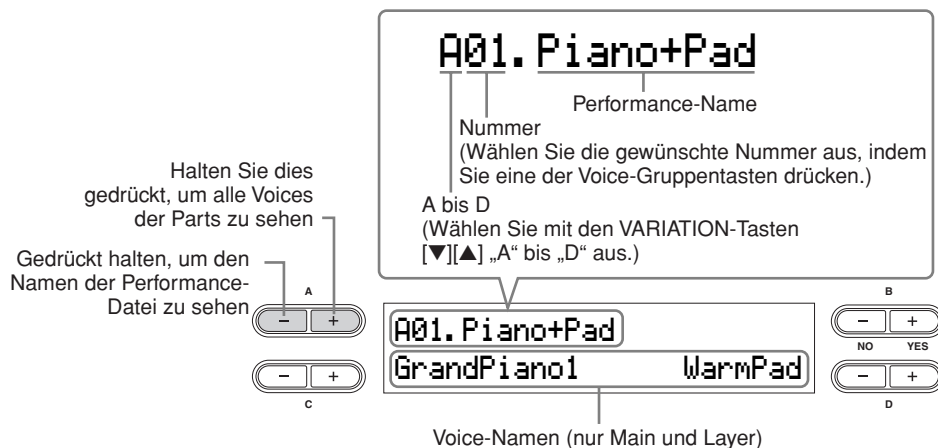 A01.Piano+Pad
Performance-Name
Nummer
(Wählen Sie die gewünschte Nummer aus, indem
Sie eine der Voice-Gruppentasten drücken.)
A bis D
(Wählen Sie mit den VARIATION-Tasten
[▼][▲] „A“ bis „D“ aus.)
Halten Sie dies
gedrückt, um alle Voices
der Parts zu sehen
Gedrückt halten, um den
Namen der Performance-
Datei zu sehen
A
- +
C
- +
A01.Piano+Pad
GrandPiano1 WarmPad
B
- +
NO YES
- +
D
Voice-Namen (nur Main und Layer)